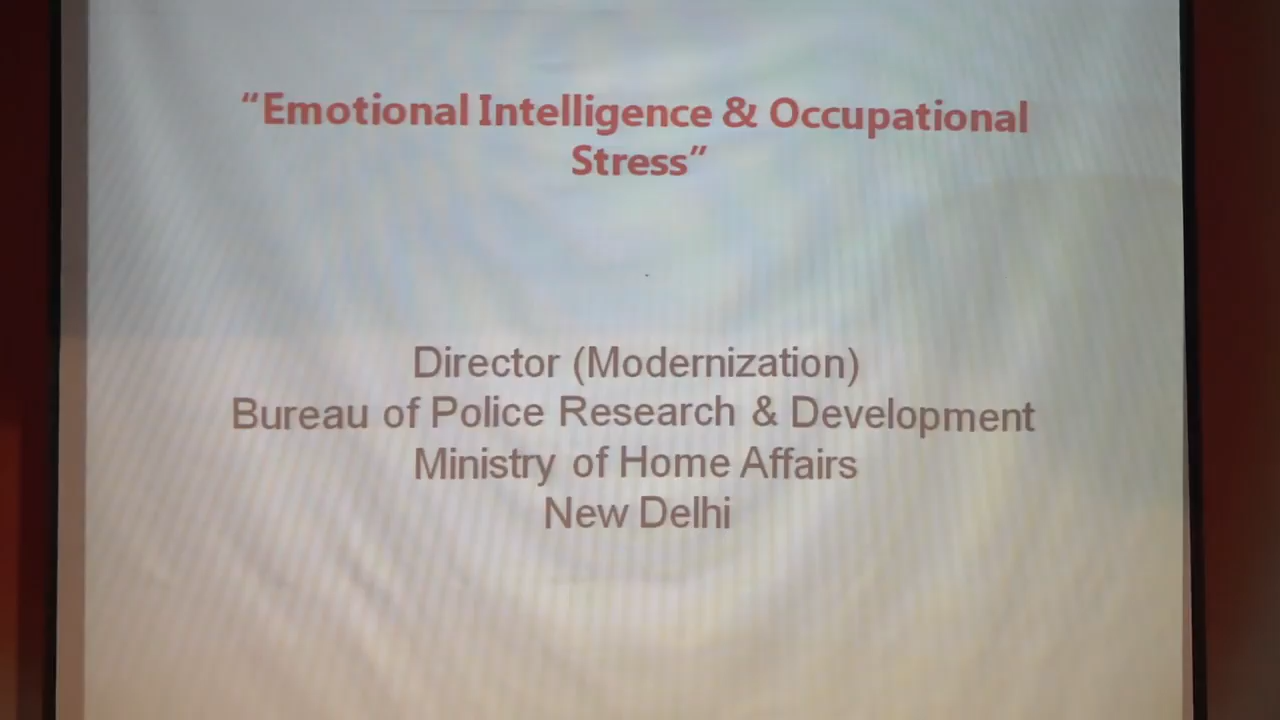 “Emotional Intelligence & Occupational
Stress”
Director (Modernization)
Bureau of Police Research & Development
Ministry of Home Affairs
New Delhi